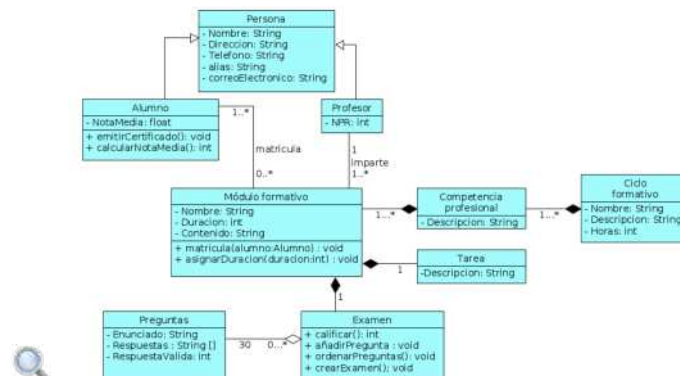 Persona
- Nombre: String
- Direccion: String
- Telefono: String
- alias: String
- correoElectronico: String
Alumno
- NotaMedia: float
+ emitirCertificado(): void
+ calcularNotaMedia(): int
Profesor
- NPR: int
1..*
matricula
0..*
1
imparte
1..*
Módulo formativo
- Nombre: String
- Duracion: int
- Contenido: String
+ matricula(alumno:Alumno) : void
+ asignarDuracion(duracion:int) : void
1...*
Competencia
profesional
- Descripcion: String
1...*
Ciclo
formativo
- Nombre: String
- Descripcion: String
- Horas: int
1
Tarea
-Descripcion: String
1
Preguntas
- Enunciado: String
- Respuestas : String []
- RespuestaValida: int
30
0...*
Examen
+ calificar(): int
+ añadirPregunta : void
+ ordenarPreguntas(): void
+ crearExamen(); void